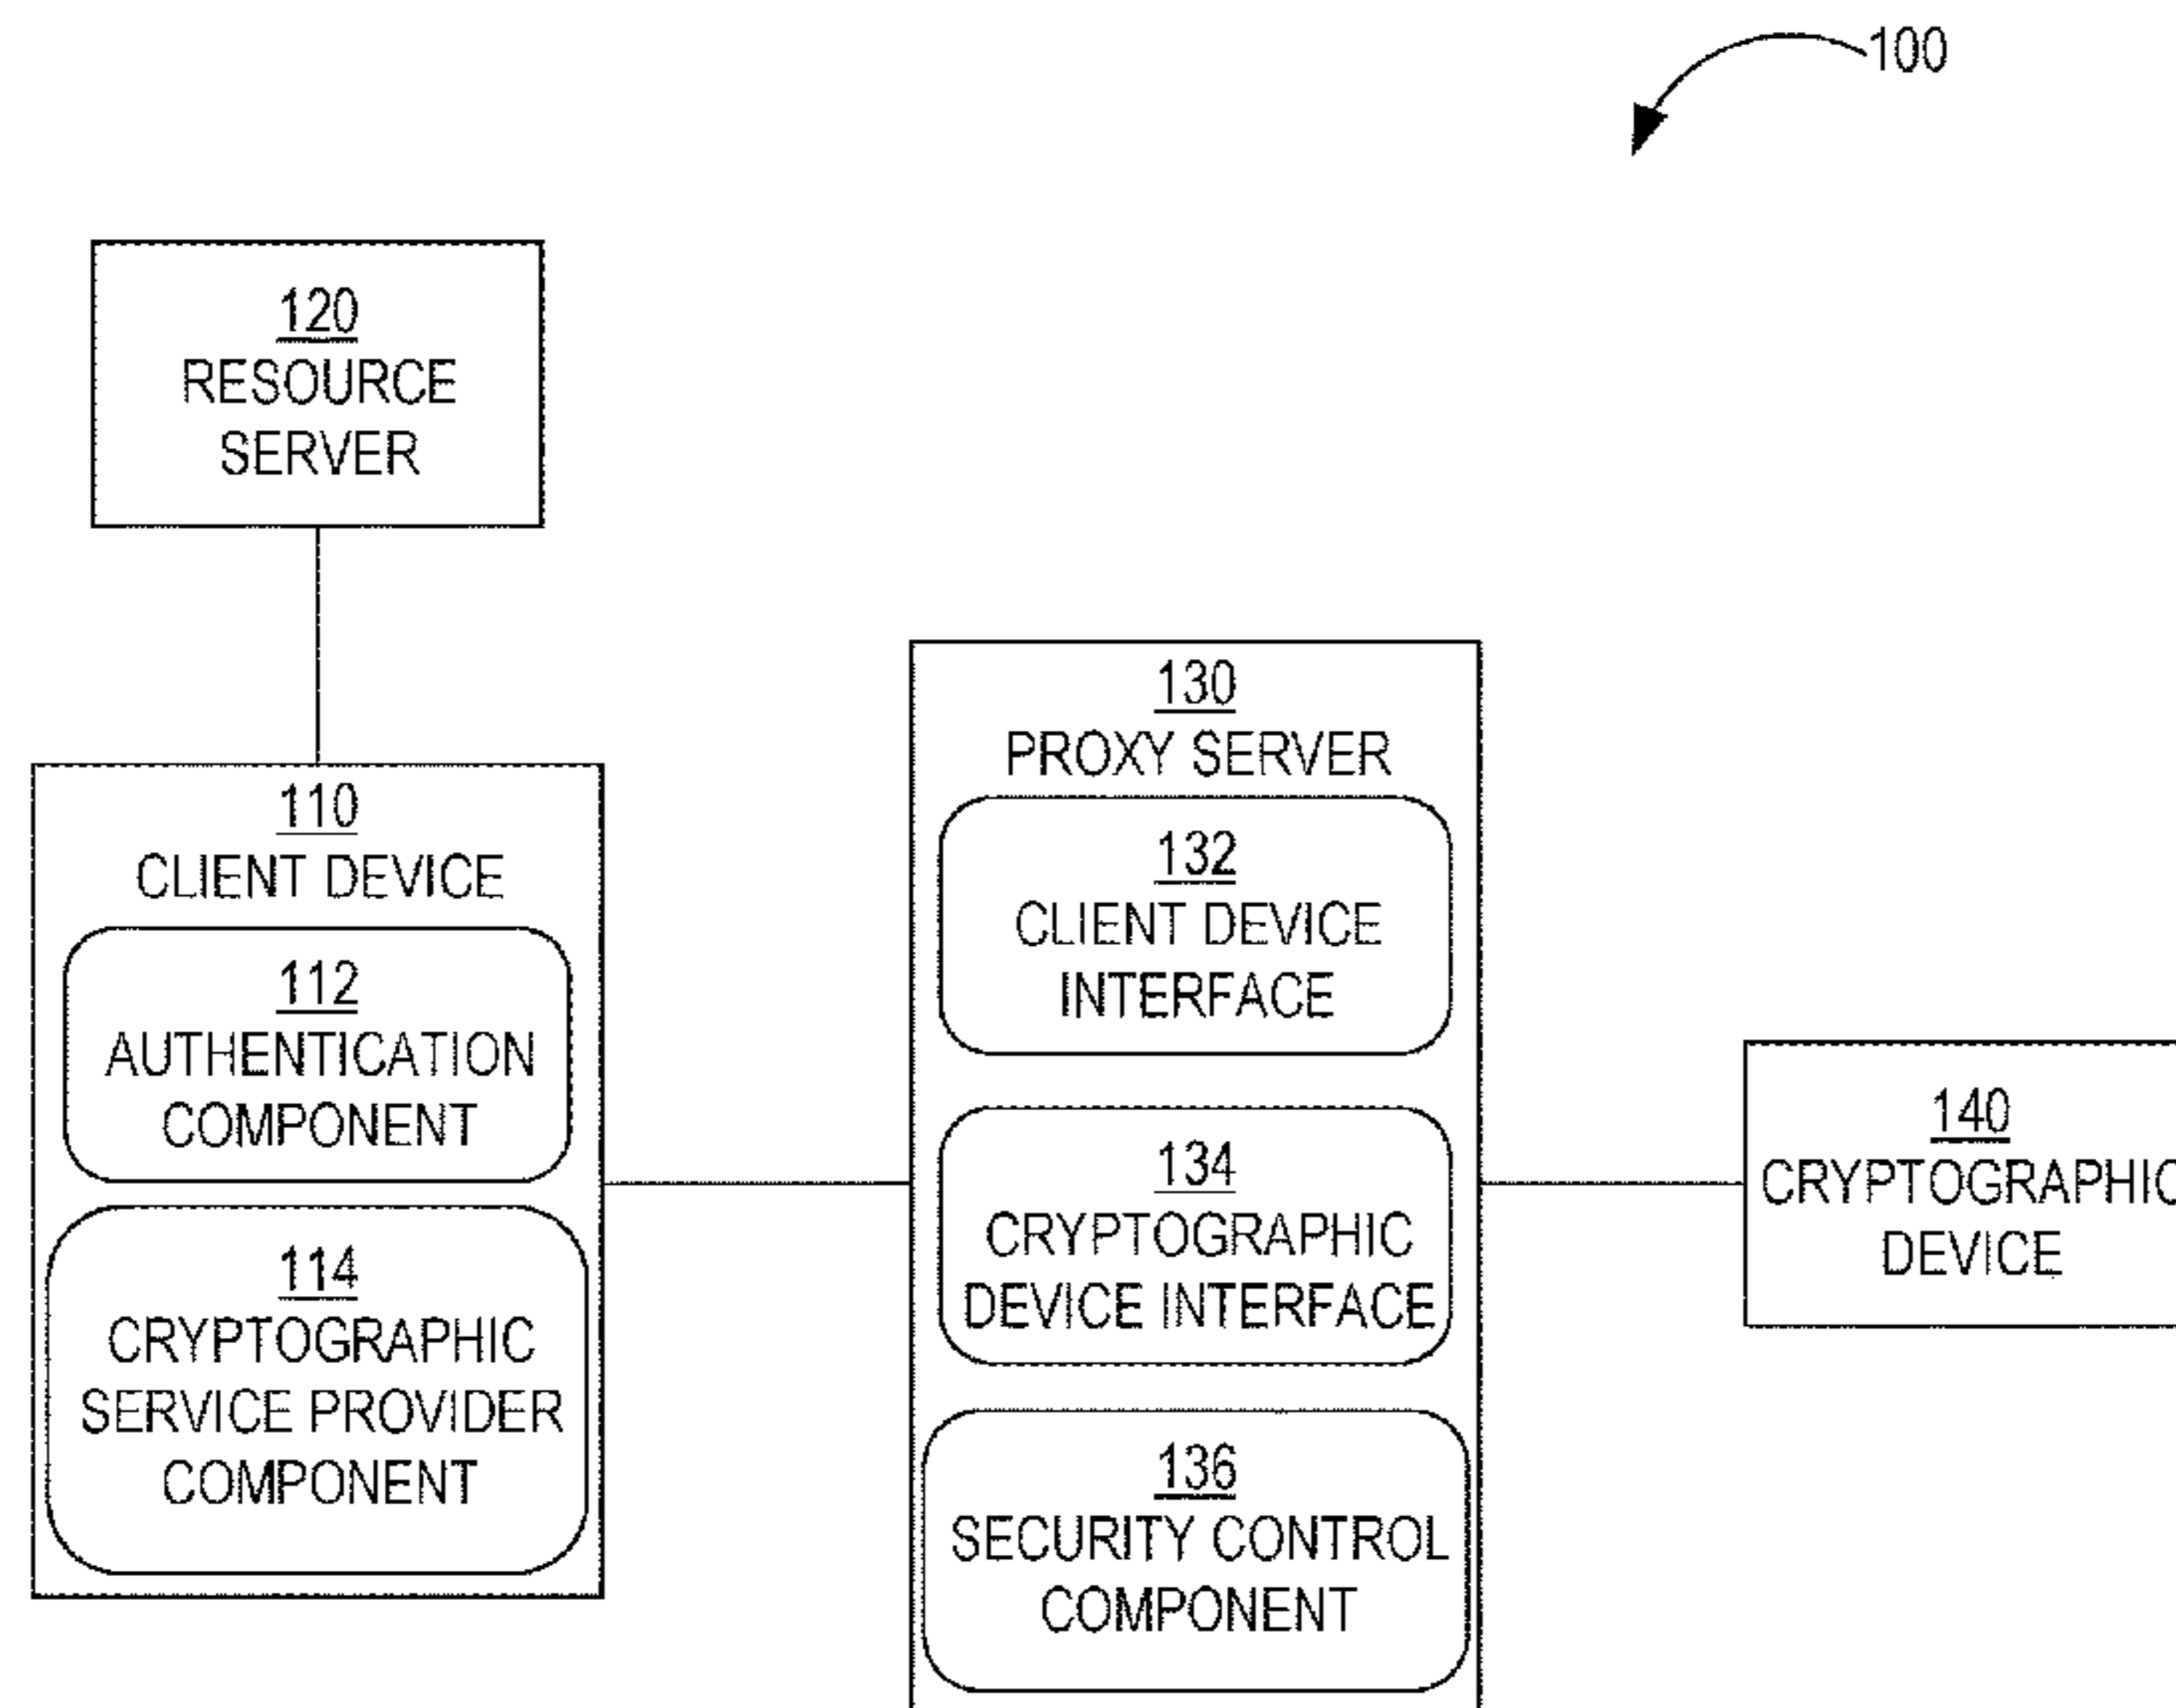 100
120
RESOURCE
SERVER
110
CLIENT DEVICE
112
AUTHENTICATION
COMPONENT
114
CRYPTOGRAPHIC
SERVICE PROVIDER
COMPONENT
130
PROXY SERVER
132
CLIENT DEVICE
INTERFACE
134
CRYPTOGRAPHIC
DEVICE INTERFACE
136
SECURITY CONTROL
COMPONENT
140
CRYPTOGRAPHIC
DEVICE